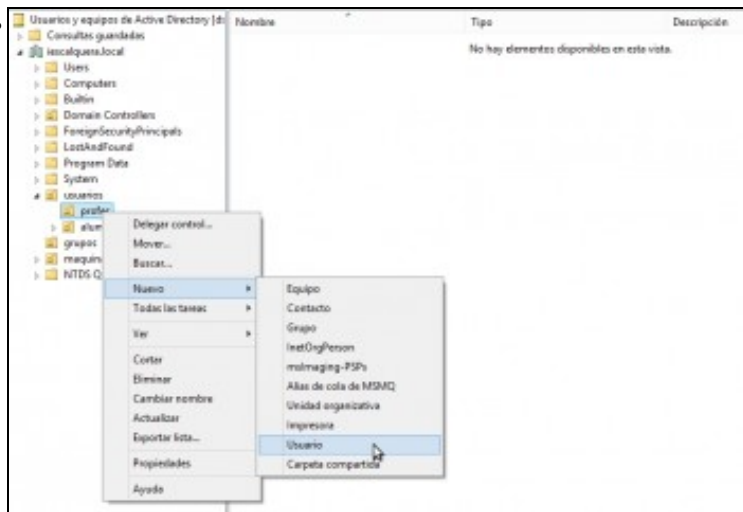 Usuarios y equipos de Active Directory [ds
Consultas guardadas
iescalquera.local
Users
Computers
Builtin
Domain Controllers
ForeignSecurityPrincipals
LostAndFound
Program Data
System
usuarios
profes
alum
grupos
maquin
NTDS Q
Nombre
Tipo
Descripción
No hay elementos disponibles en esta vista.
Delegar control...
Mover...
Buscar...
Nuevo
Todas las tareas
Ver
Cortar
Eliminar
Cambiar nombre
Actualizar
Exportar lista...
Propiedades
Ayuda
Equipo
Contacto
Grupo
InetOrgPerson
msImaging-PSPs
Alias de cola de MSMQ
Unidad organizativa
Impresora
Usuario
Carpeta compartida